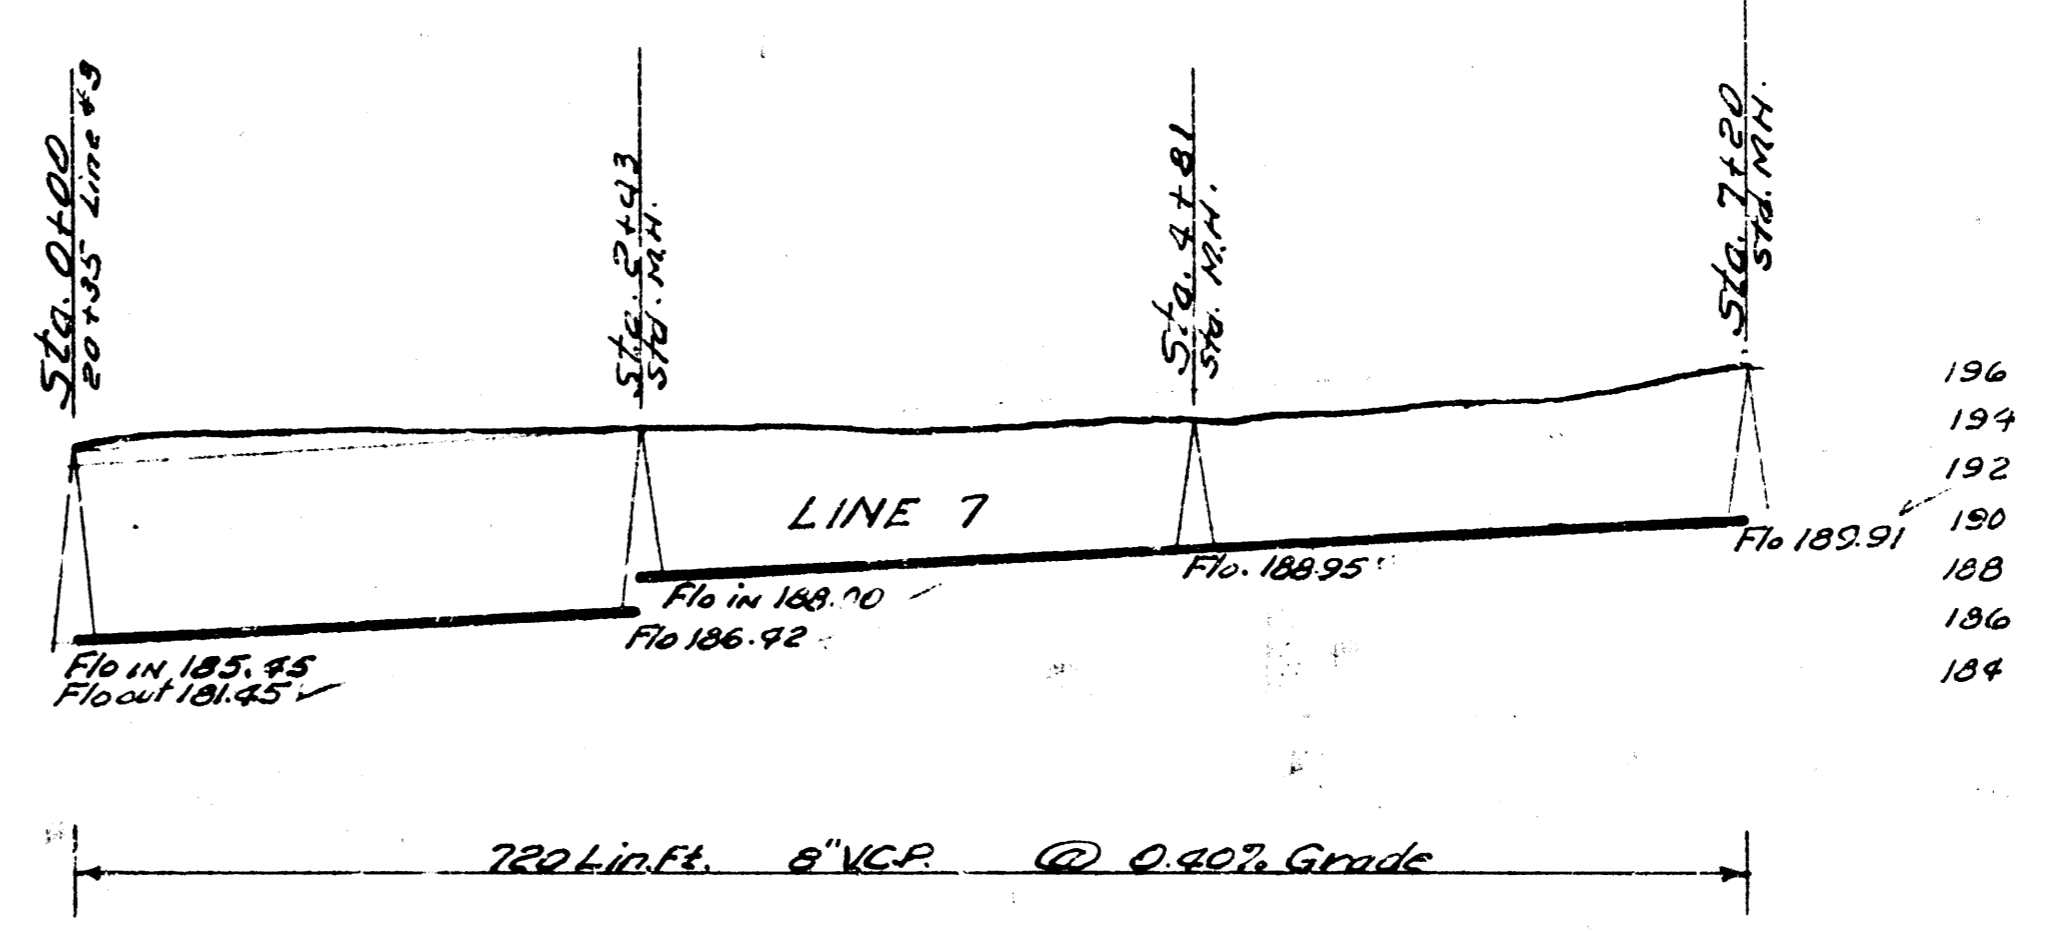 Sta. 0+00
20+35 Line #3
Sta. 2+43
Std. M.H.
Sta. 4+81
Std. M.H.
Sta. 7+20
Std. M.H.
196
194
192
190
188
186
184
LINE 7
Flo in 185.45
Flo out 181.45
Flo in 188.00
Flo 186.42
Flo. 188.95
Flo 189.91
720 Lin. Ft. 8" V.C.P. @ 0.40% Grade